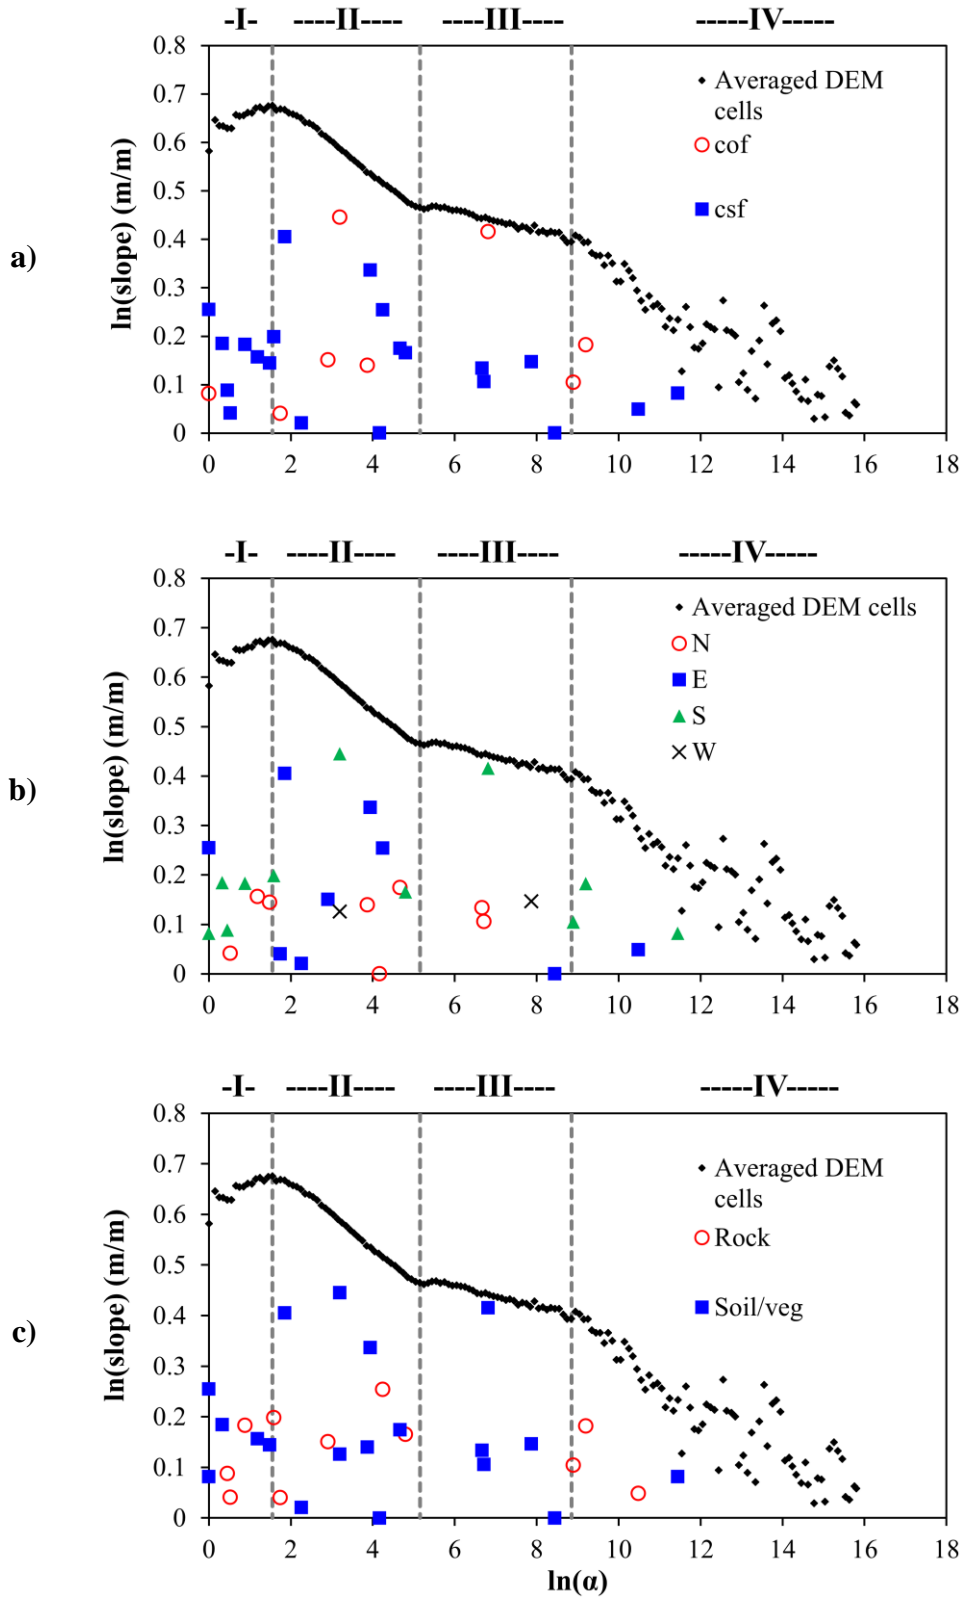 -I- ----II---- ----III---- -----IV-----
0.8
Averaged DEM
cells
0.7
0.6
cof
0.5
csf
a)
ln(slope) (m/m)
0.4
0.3
0.2
0.1
0
0 2 4 6 8 10 12 14 16 18
-I- ----II---- ----III---- -----IV-----
0.8
Averaged DEM cells
0.7
N
0.6
E
S
0.5
W
b)
ln(slope) (m/m)
0.4
0.3
0.2
0.1
0
0 2 4 6 8 10 12 14 16 18
-I- ----II---- ----III---- -----IV-----
0.8
Averaged DEM
cells
0.7
0.6
Rock
0.5
Soil/veg
c)
ln(slope) (m/m)
0.4
0.3
0.2
0.1
0
0 2 4 6 8 10 12 14 16 18
ln(α)